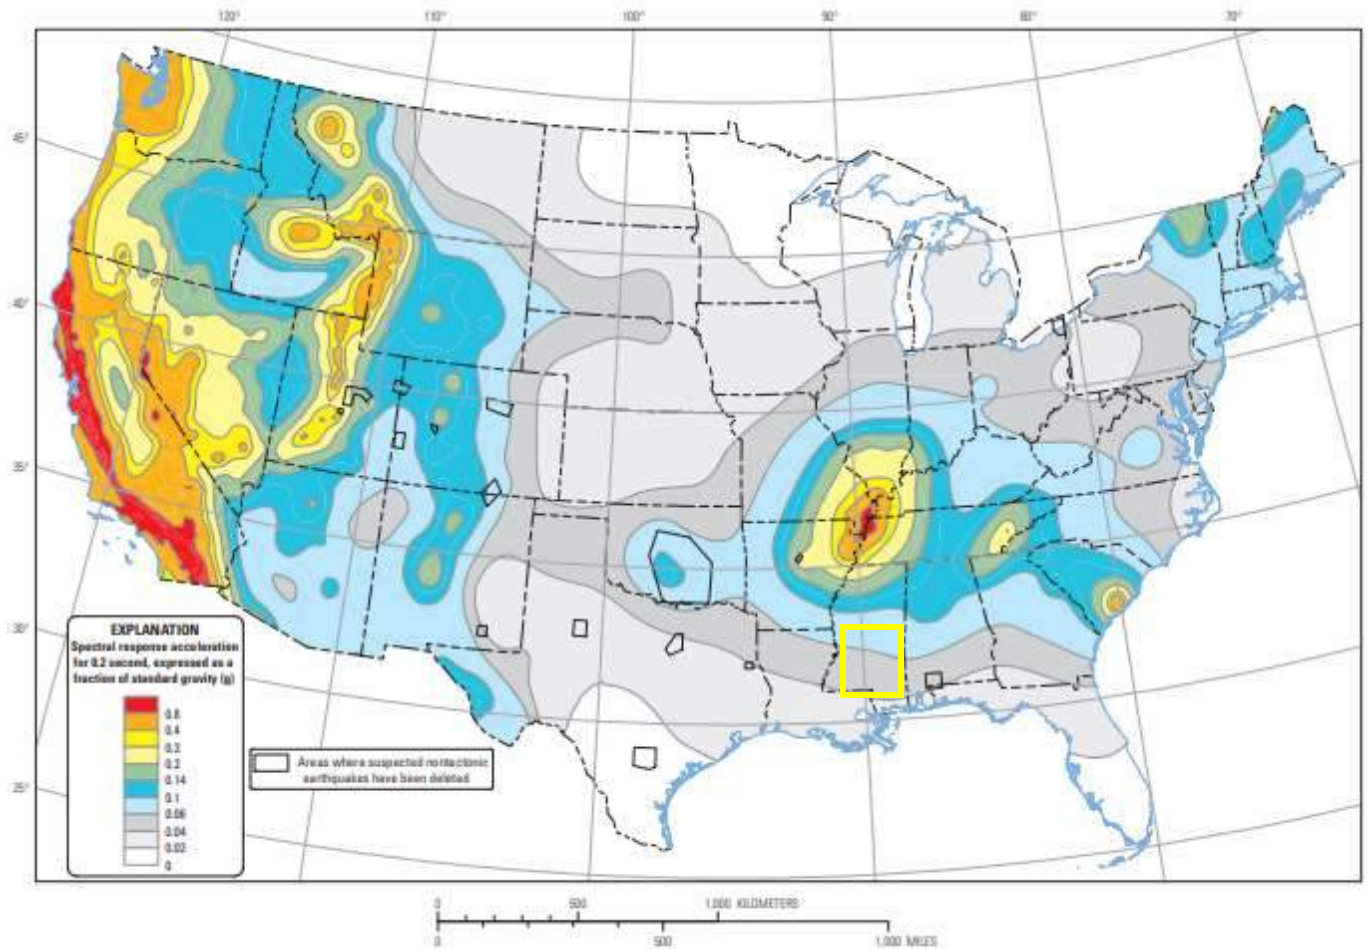 120° 110° 100° 90° 80° 70°
45°
40°
35°
30°
25°
EXPLANATION
Spectral response acceleration
for 0.2 second, expressed as a
fraction of standard gravity (g)
0.8
0.4
0.3
0.2
0.14
0.1
0.06
0.04
0.02
0
Areas where suspected nontectonic
earthquakes have been deleted
0 500 1,000 KILOMETERS
0 500 1,000 MILES